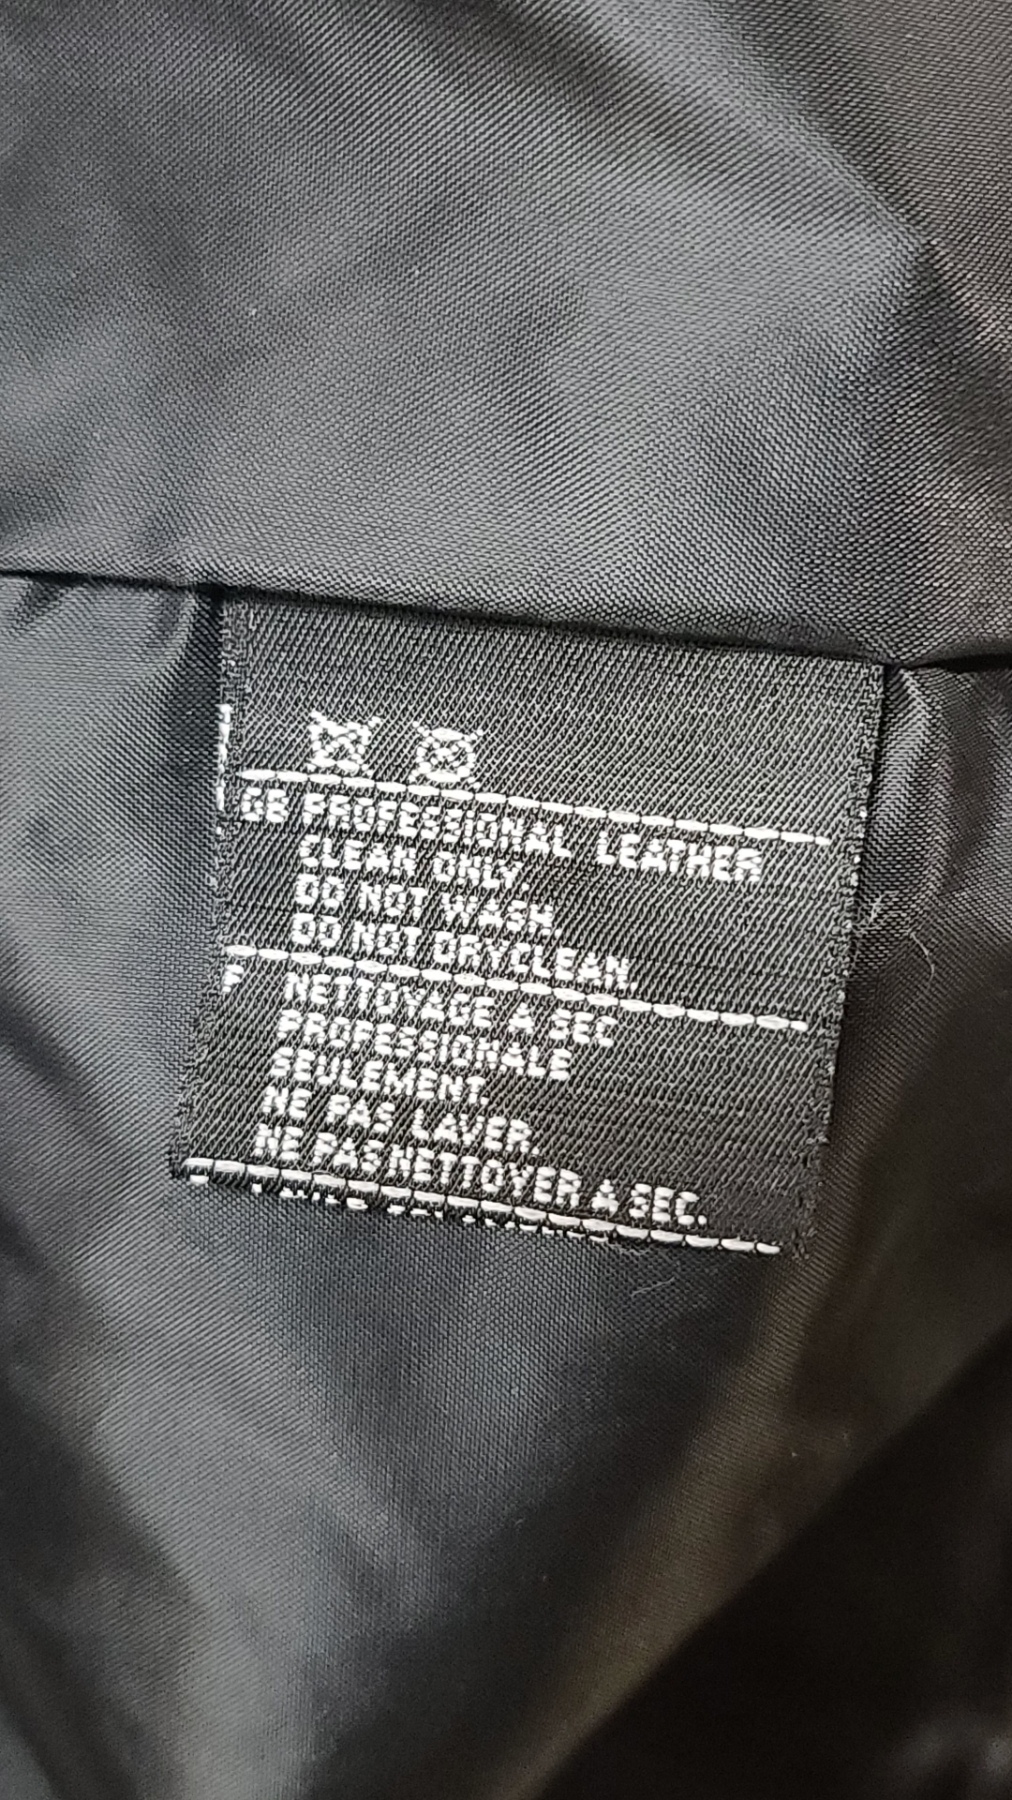 GB PROFESSIONAL LEATHER
CLEAN ONLY.
DO NOT WASH.
DO NOT DRYCLEAN.
F NETTOYAGE A SEC
PROFESSIONALE
SEULEMENT.
NE PAS LAVER.
NE PAS NETTOYER A SEC.